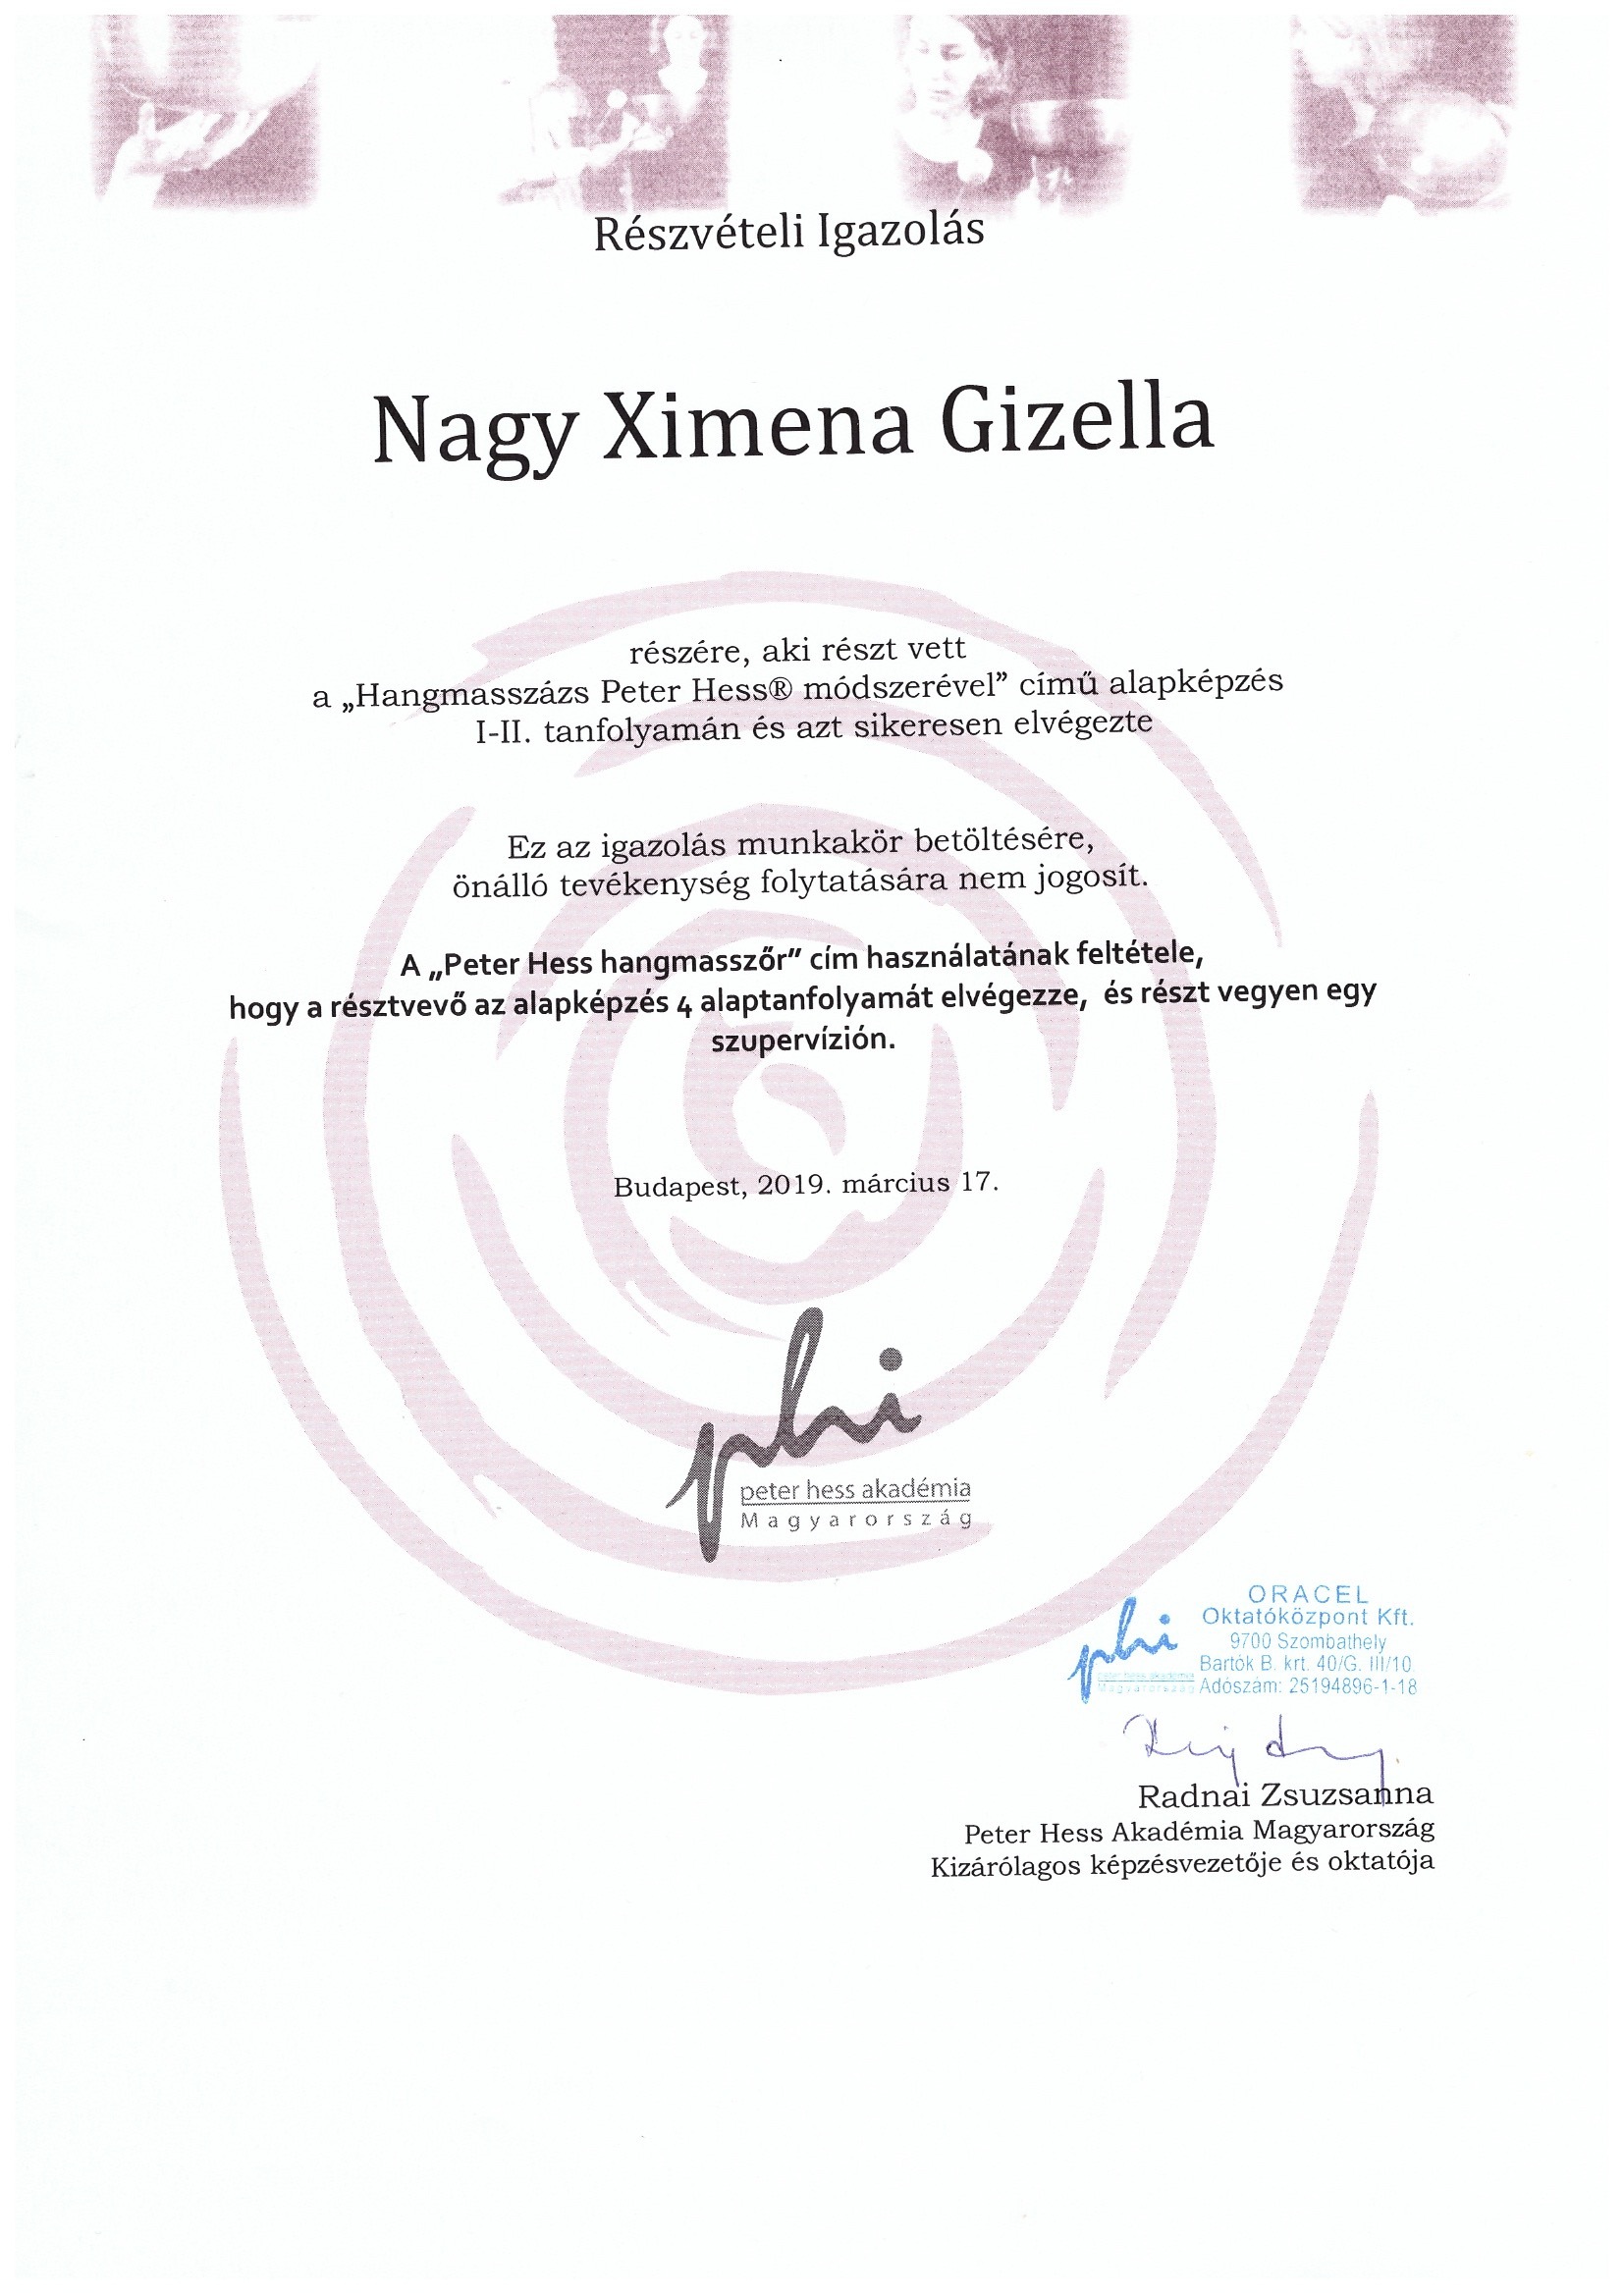 Részvételi Igazolás
Nagy Ximena Gizella
részére, aki részt vett
a „Hangmasszázs Peter Hess® módszerével” című alapképzés
I-II. tanfolyamán és azt sikeresen elvégezte
Ez az igazolás munkakör betöltésére,
önálló tevékenység folytatására nem jogosít.
A „Peter Hess hangmasszőr” cím használatának feltétele,
hogy a résztvevő az alapképzés 4 alaptanfolyamát elvégezze, és részt vegyen egy
szupervízión.
Budapest, 2019. március 17.
phi
peter hess akadémia
Magyarország
ORACEL
Oktatóközpont Kft.
9700 Szombathely
Bartók B. krt. 40/G. III/10.
Adószám: 25194896-1-18
phi
peter hess akadémia
Magyarország
Radnai Zsuzsanna
Peter Hess Akadémia Magyarország
Kizárólagos képzésvezetője és oktatója